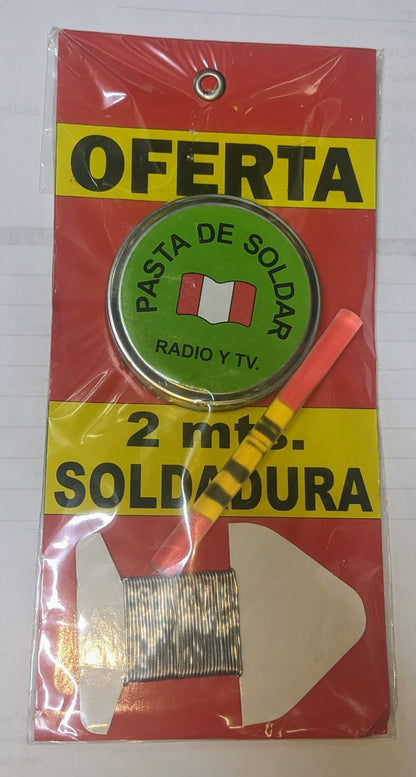 OFERTA
PASTA DE SOLDAR
RADIO Y TV.
2 mts.
SOLDADURA